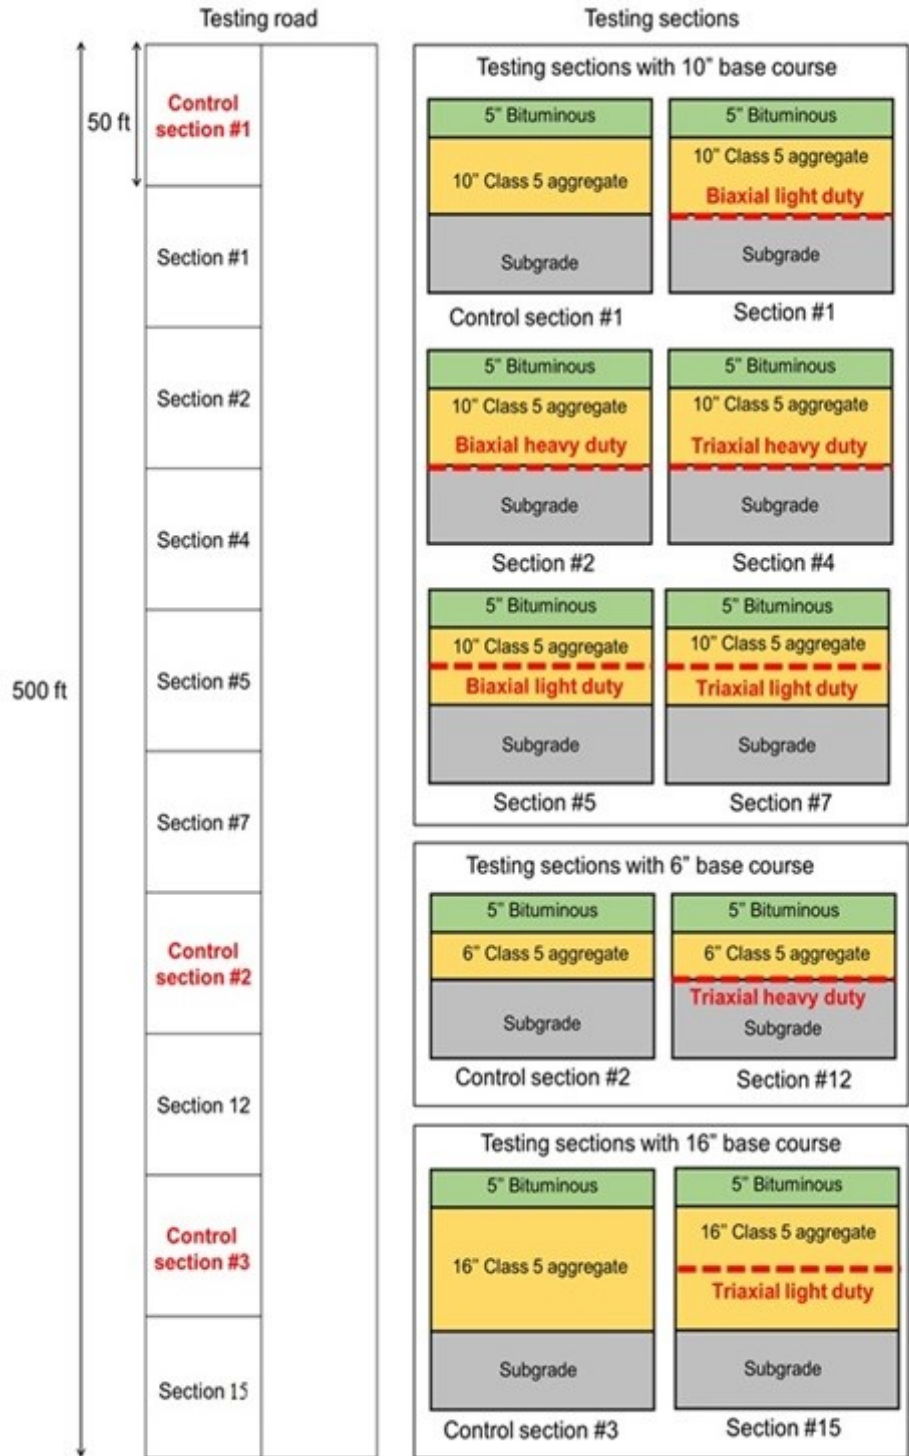 Testing road
50 ft
500 ft
Control
section #1
Section #1
Section #2
Section #4
Section #5
Section #7
Control
section #2
Section 12
Control
section #3
Section 15
Testing sections
Testing sections with 10” base course
5” Bituminous
10” Class 5 aggregate
Subgrade
Control section #1
5” Bituminous
10” Class 5 aggregate
Biaxial light duty
Subgrade
Section #1
5” Bituminous
10” Class 5 aggregate
Biaxial heavy duty
Subgrade
Section #2
5” Bituminous
10” Class 5 aggregate
Triaxial heavy duty
Subgrade
Section #4
5” Bituminous
10” Class 5 aggregate
Biaxial light duty
Subgrade
Section #5
5” Bituminous
10” Class 5 aggregate
Triaxial light duty
Subgrade
Section #7
Testing sections with 6” base course
5” Bituminous
6” Class 5 aggregate
Subgrade
Control section #2
5” Bituminous
6” Class 5 aggregate
Triaxial heavy duty
Subgrade
Section #12
Testing sections with 16” base course
5” Bituminous
16” Class 5 aggregate
Subgrade
Control section #3
5” Bituminous
16” Class 5 aggregate
Triaxial light duty
Subgrade
Section #15